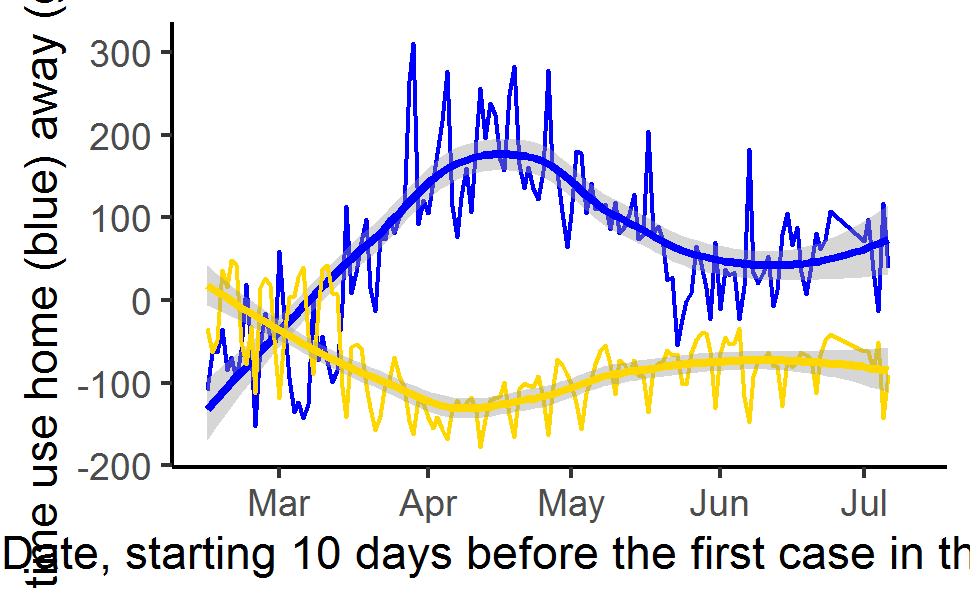 time use home (blue) away (
300
200
100
0
-100
-200
Mar Apr May Jun Jul
Date, starting 10 days before the first case in th